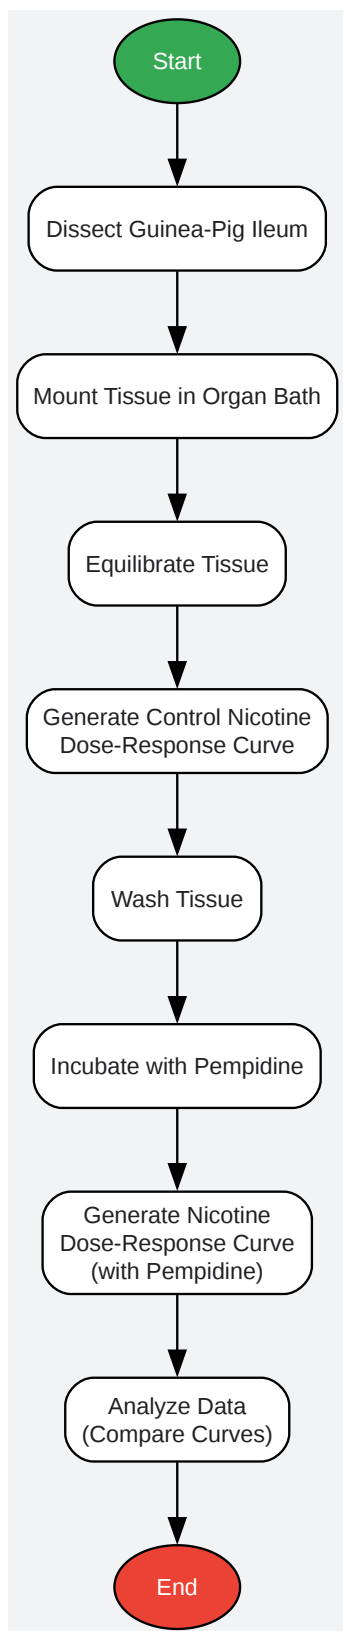 Start
Dissect Guinea-Pig Ileum
Mount Tissue in Organ Bath
Equilibrate Tissue
Generate Control Nicotine
Dose-Response Curve
Wash Tissue
Incubate with Pempidine
Generate Nicotine
Dose-Response Curve
(with Pempidine)
Analyze Data
(Compare Curves)
End